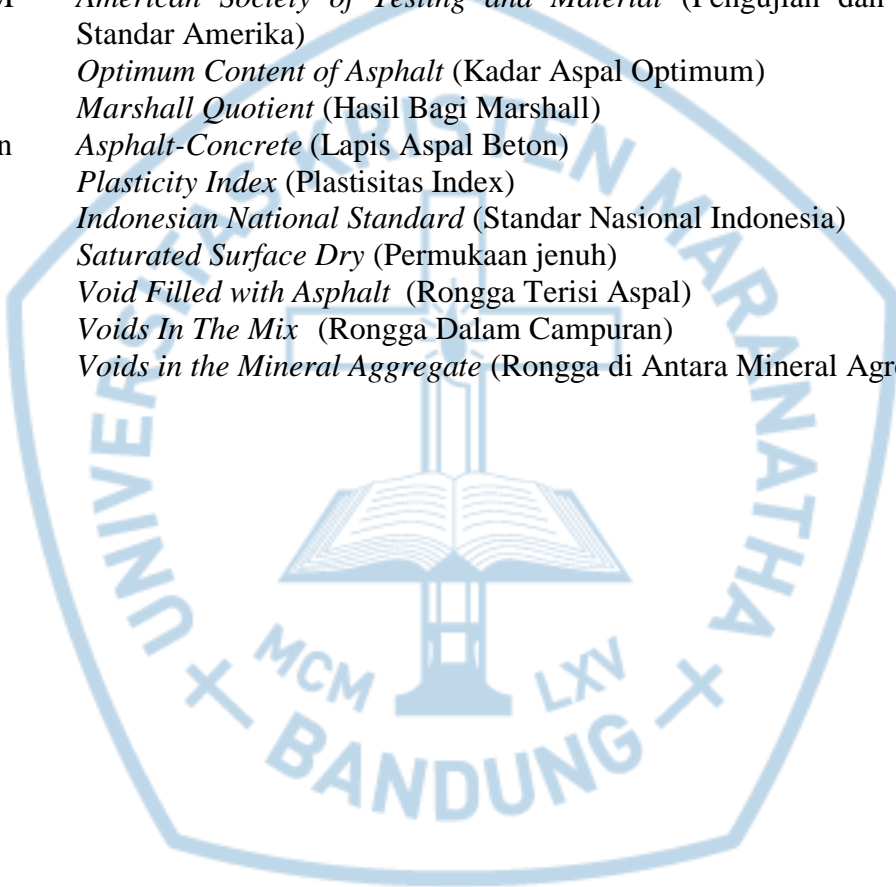 American Society of Testing and Material (Pengujian dan
Standar Amerika)
Optimum Content of Asphalt (Kadar Aspal Optimum)
Marshall Quotient (Hasil Bagi Marshall)
n Asphalt-Concrete (Lapis Aspal Beton)
Plasticity Index (Plastisitas Index)
Indonesian National Standard (Standar Nasional Indonesia)
Saturated Surface Dry (Permukaan jenuh)
Void Filled with Asphalt (Rongga Terisi Aspal)
Voids In The Mix (Rongga Dalam Campuran)
Voids in the Mineral Aggregate (Rongga di Antara Mineral Agr
UNIVERSITAS KRISTEN MARANATHA
MCM LXV
BANDUNG